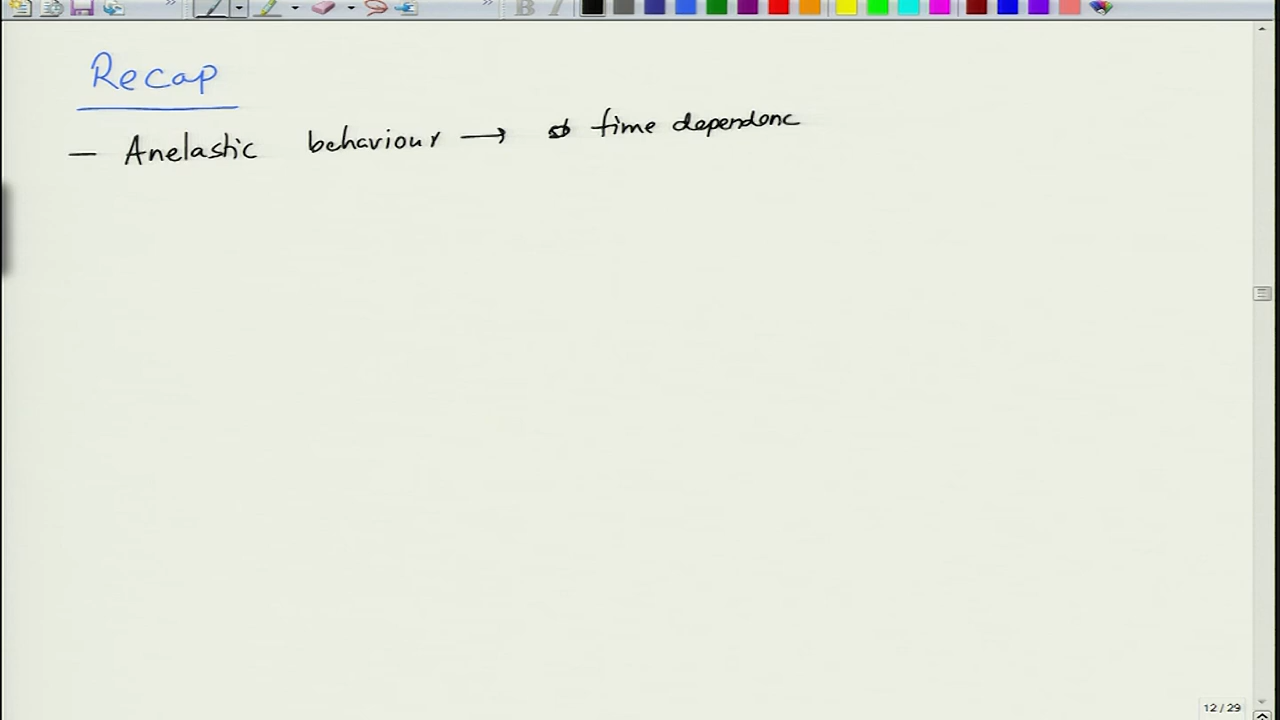 Recap
— Anelastic behaviour → time dependenc
12 / 29